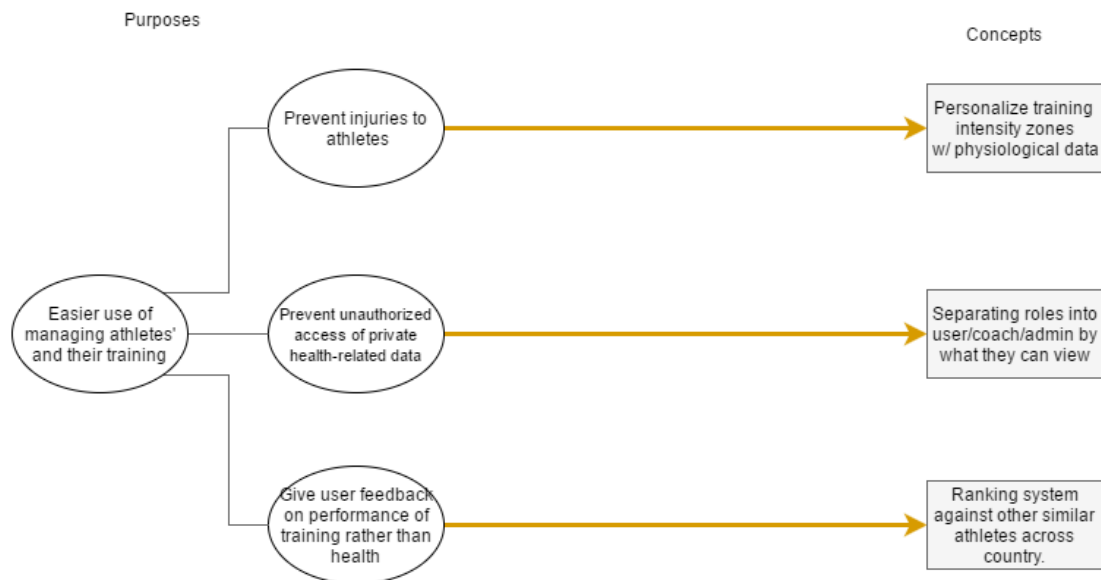 Purposes
Concepts
Prevent injuries to
athletes
Personalize training
intensity zones
w/ physiological data
Easier use of
managing athletes'
and their training
Prevent unauthorized
access of private
health-related data
Separating roles into
user/coach/admin by
what they can view
Give user feedback
on performance of
training rather than
health
Ranking system
against other similar
athletes across
country.